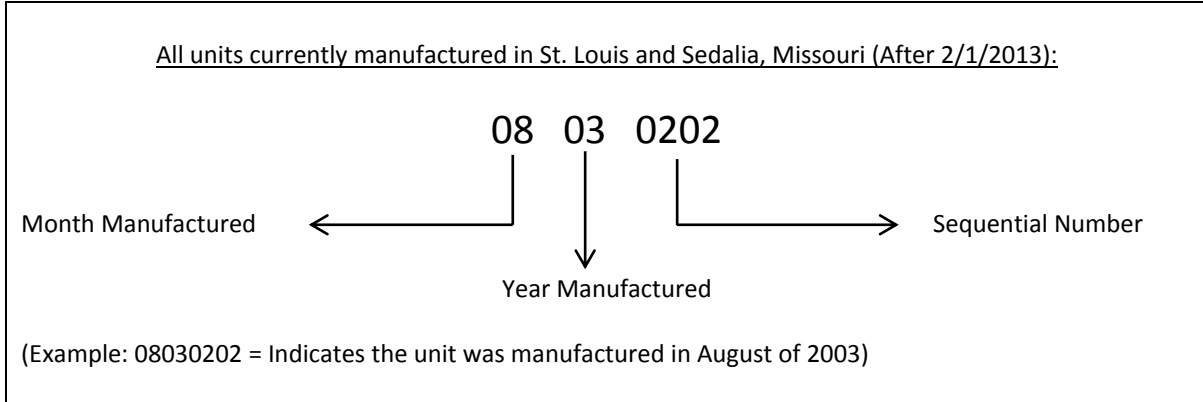 All units currently manufactured in St. Louis and Sedalia, Missouri (After 2/1/2013):
08 03 0202
Month Manufactured
Sequential Number
Year Manufactured
(Example: 08030202 = Indicates the unit was manufactured in August of 2003)